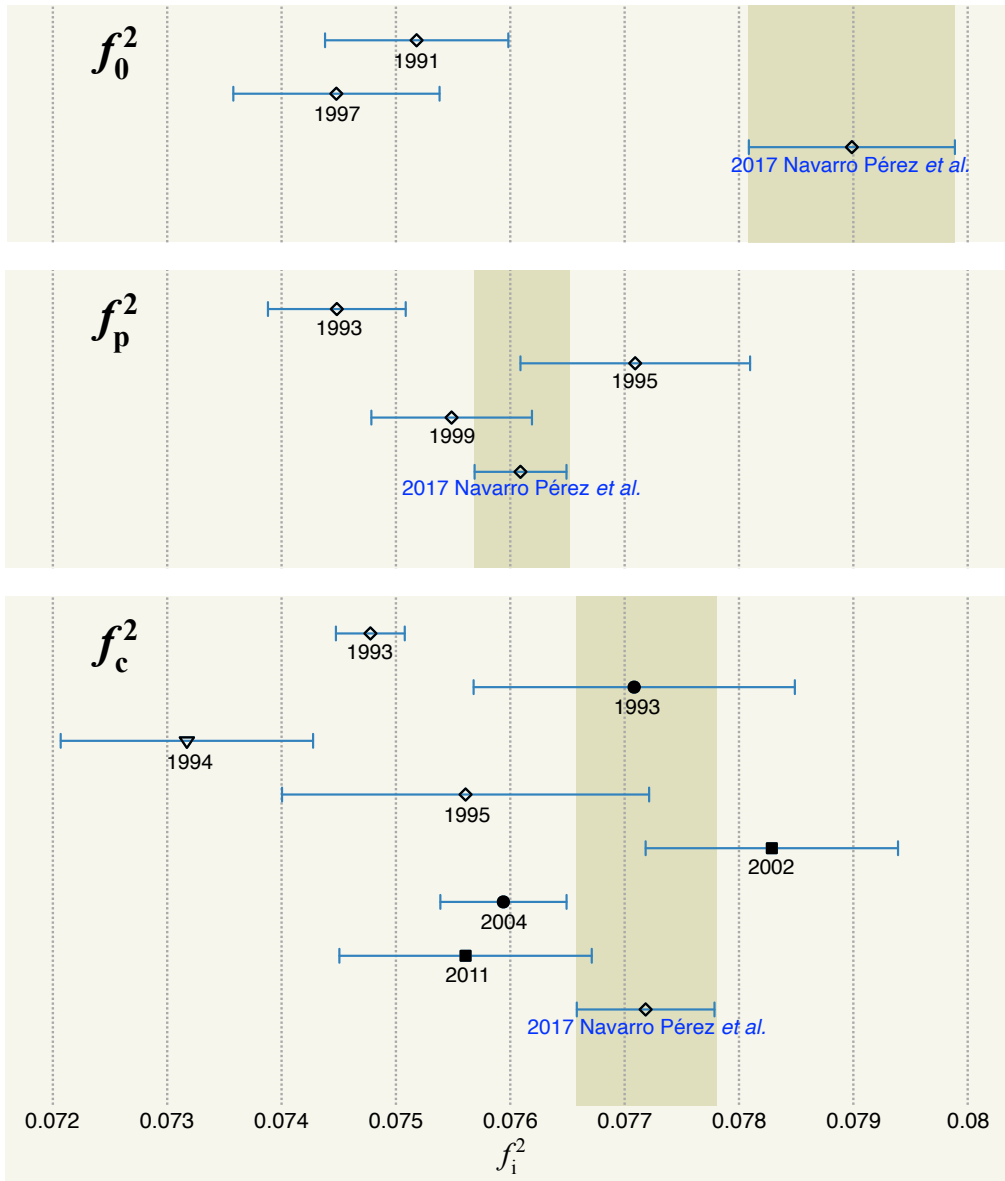 f₀²
1991
1997
2017 Navarro Pérez et al.
fₚ²
1993
1995
1999
2017 Navarro Pérez et al.
f_c²
1993
1993
1994
1995
2002
2004
2011
2017 Navarro Pérez et al.
0.072 0.073 0.074 0.075 0.076 0.077 0.078 0.079 0.08
fᵢ²